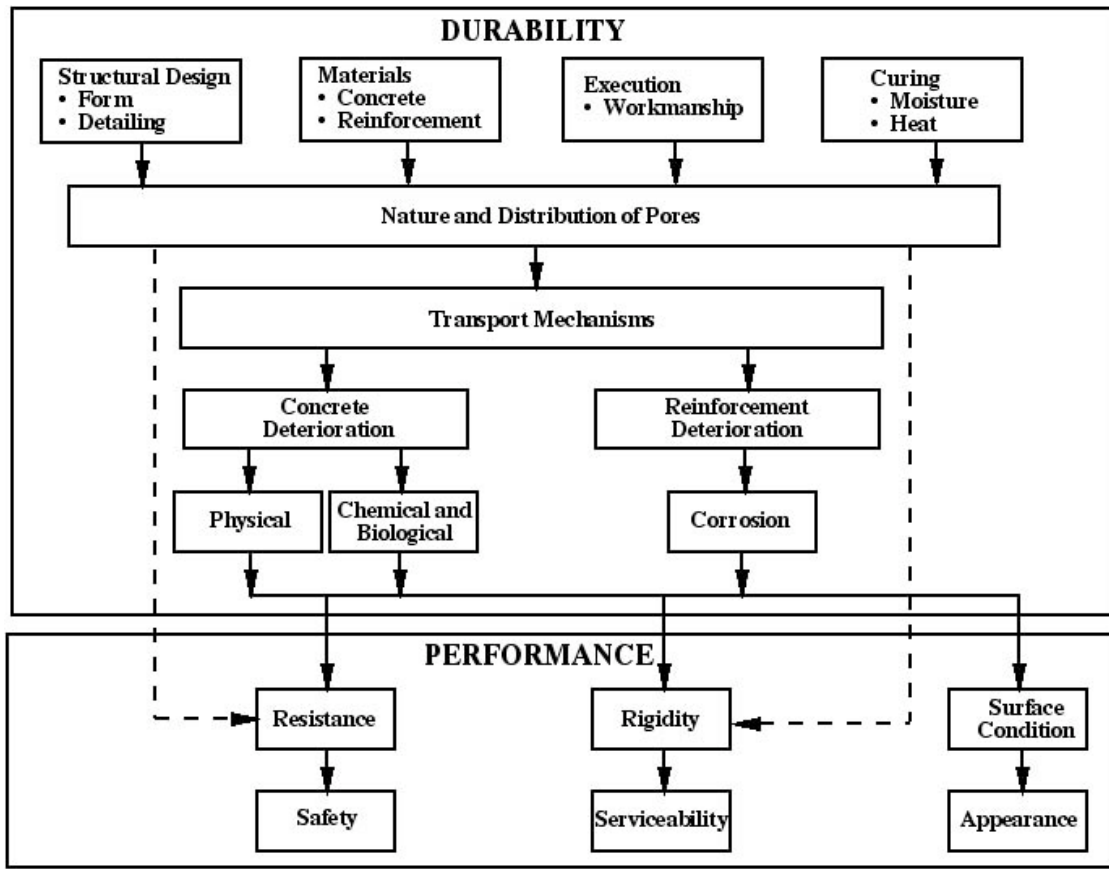 DURABILITY
Structural Design
• Form
• Detailing
Materials
• Concrete
• Reinforcement
Execution
• Workmanship
Curing
• Moisture
• Heat
Nature and Distribution of Pores
Transport Mechanisms
Concrete
Deterioration
Reinforcement
Deterioration
Physical
Chemical and
Biological
Corrosion
PERFORMANCE
Resistance
Rigidity
Surface
Condition
Safety
Serviceability
Appearance